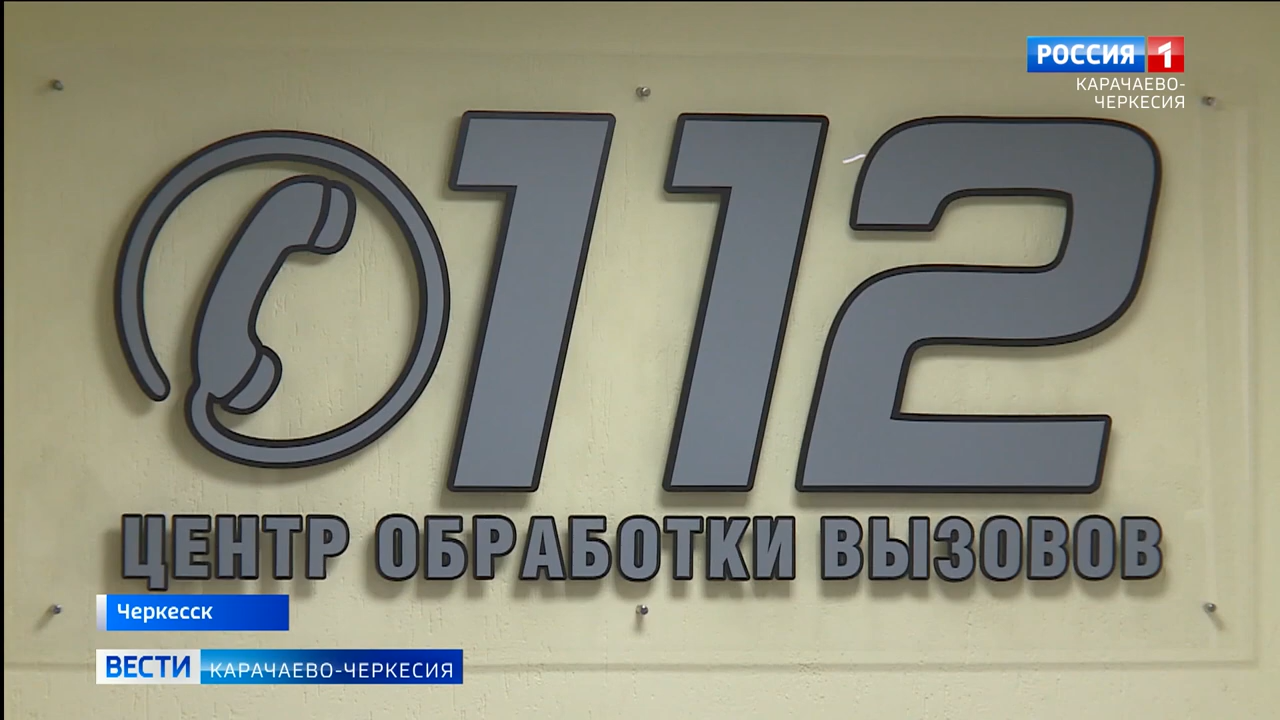 РОССИЯ 1
КАРАЧАЕВО-
ЧЕРКЕСИЯ
112
ЦЕНТР ОБРАБОТКИ ВЫЗОВОВ
Черкесск
ВЕСТИ КАРАЧАЕВО-ЧЕРКЕСИЯ